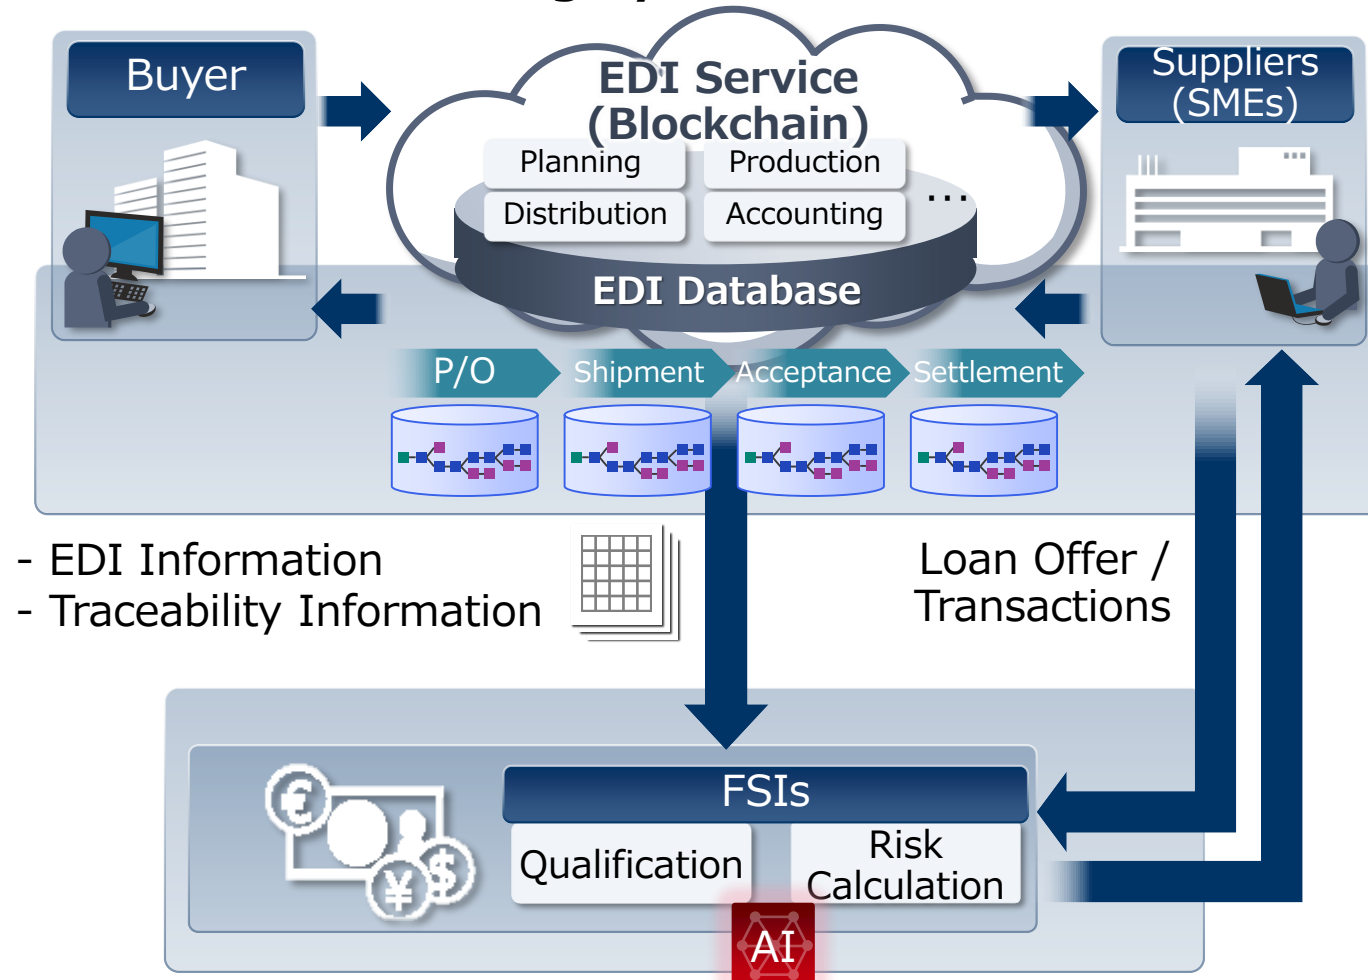 Buyer
EDI Service
(Blockchain)
Suppliers
(SMEs)
Planning
Production
Distribution
Accounting
...
EDI Database
P/O
Shipment
Acceptance
Settlement
- EDI Information
- Traceability Information
Loan Offer /
Transactions
FSIs
Qualification
Risk
Calculation
AI
€
¥
$